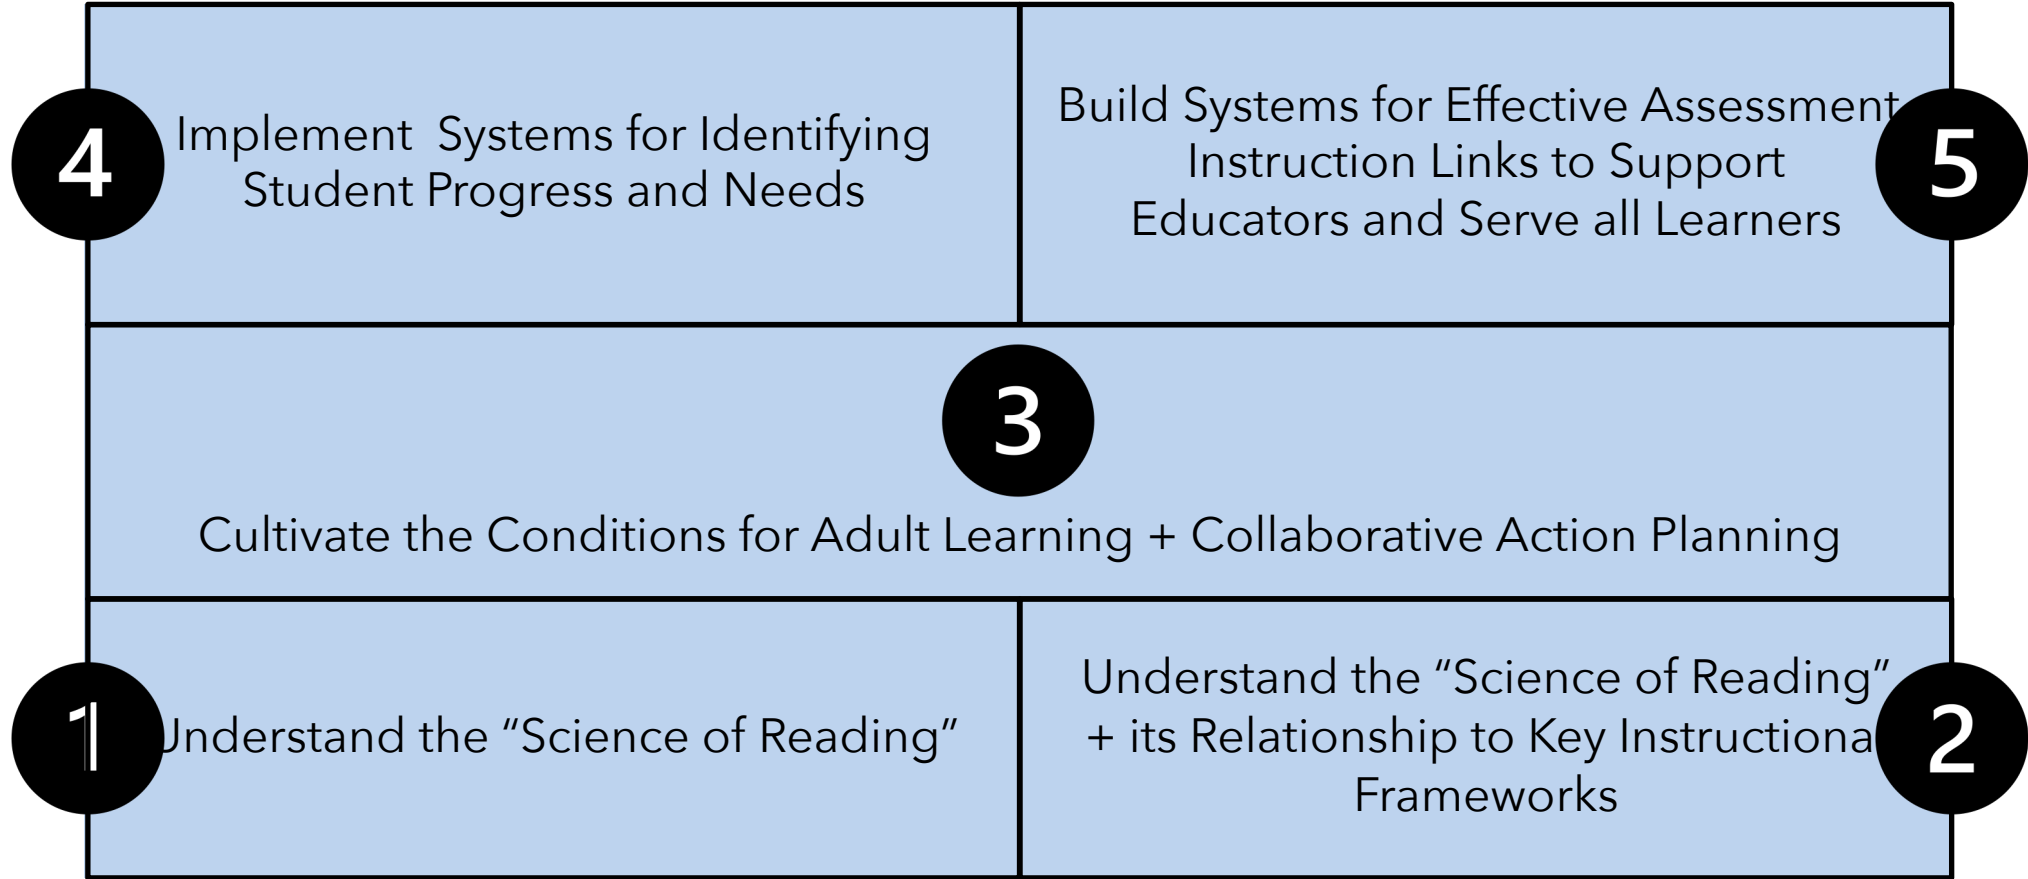 4
Implement Systems for Identifying
Student Progress and Needs
Build Systems for Effective Assessment
Instruction Links to Support
Educators and Serve all Learners
5
3
Cultivate the Conditions for Adult Learning + Collaborative Action Planning
1
Understand the “Science of Reading”
Understand the “Science of Reading”
+ its Relationship to Key Instructiona
Frameworks
2